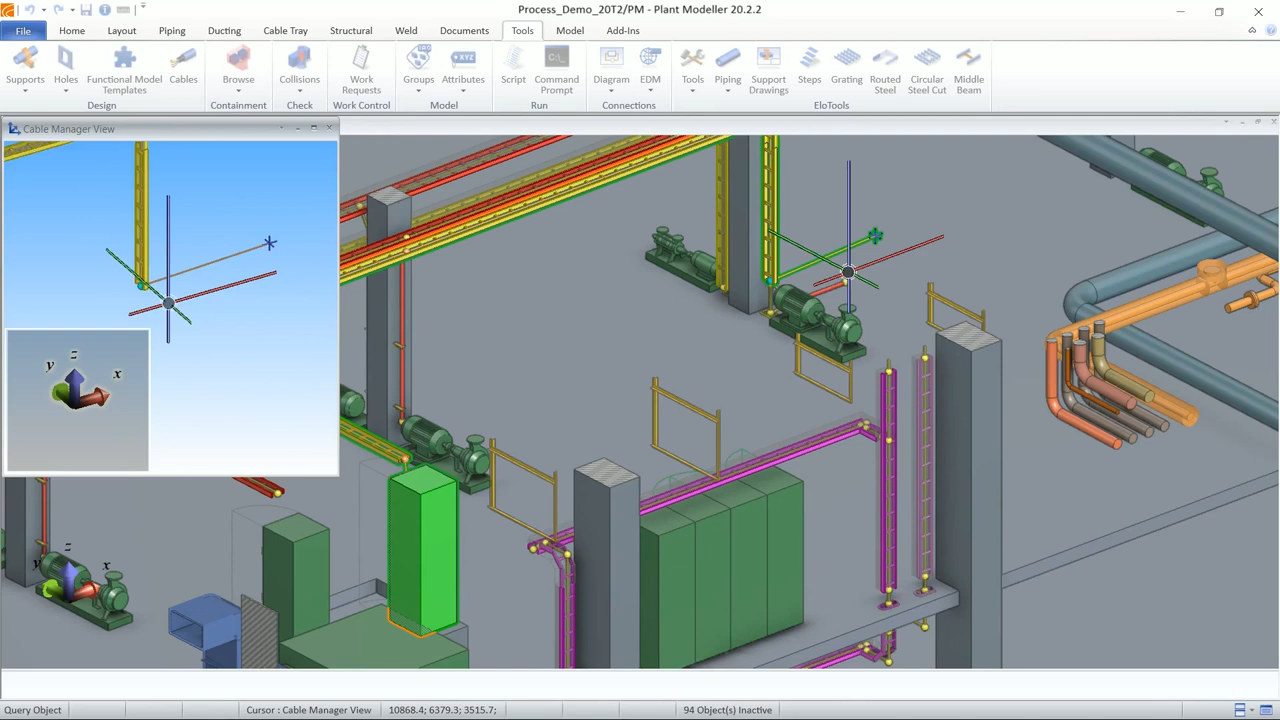 Process_Demo_20T2/PM - Plant Modeller 20.2.2
File Home Layout Piping Ducting Cable Tray Structural Weld Documents Tools Model Add-Ins
Supports Holes Functional Model Templates Cables Browse Collisions Work Requests Groups Attributes Script Command Prompt Diagram EDM Tools Piping Support Drawings Steps Grating Routed Steel Circular Steel Cut Middle Beam
Design Containment Check Work Control Model Run Connections EloTools
Cable Manager View
z
y x
z
y x
Query Object Cursor : Cable Manager View 10868.4; 6379.3; 3515.7; 94 Object(s) Inactive